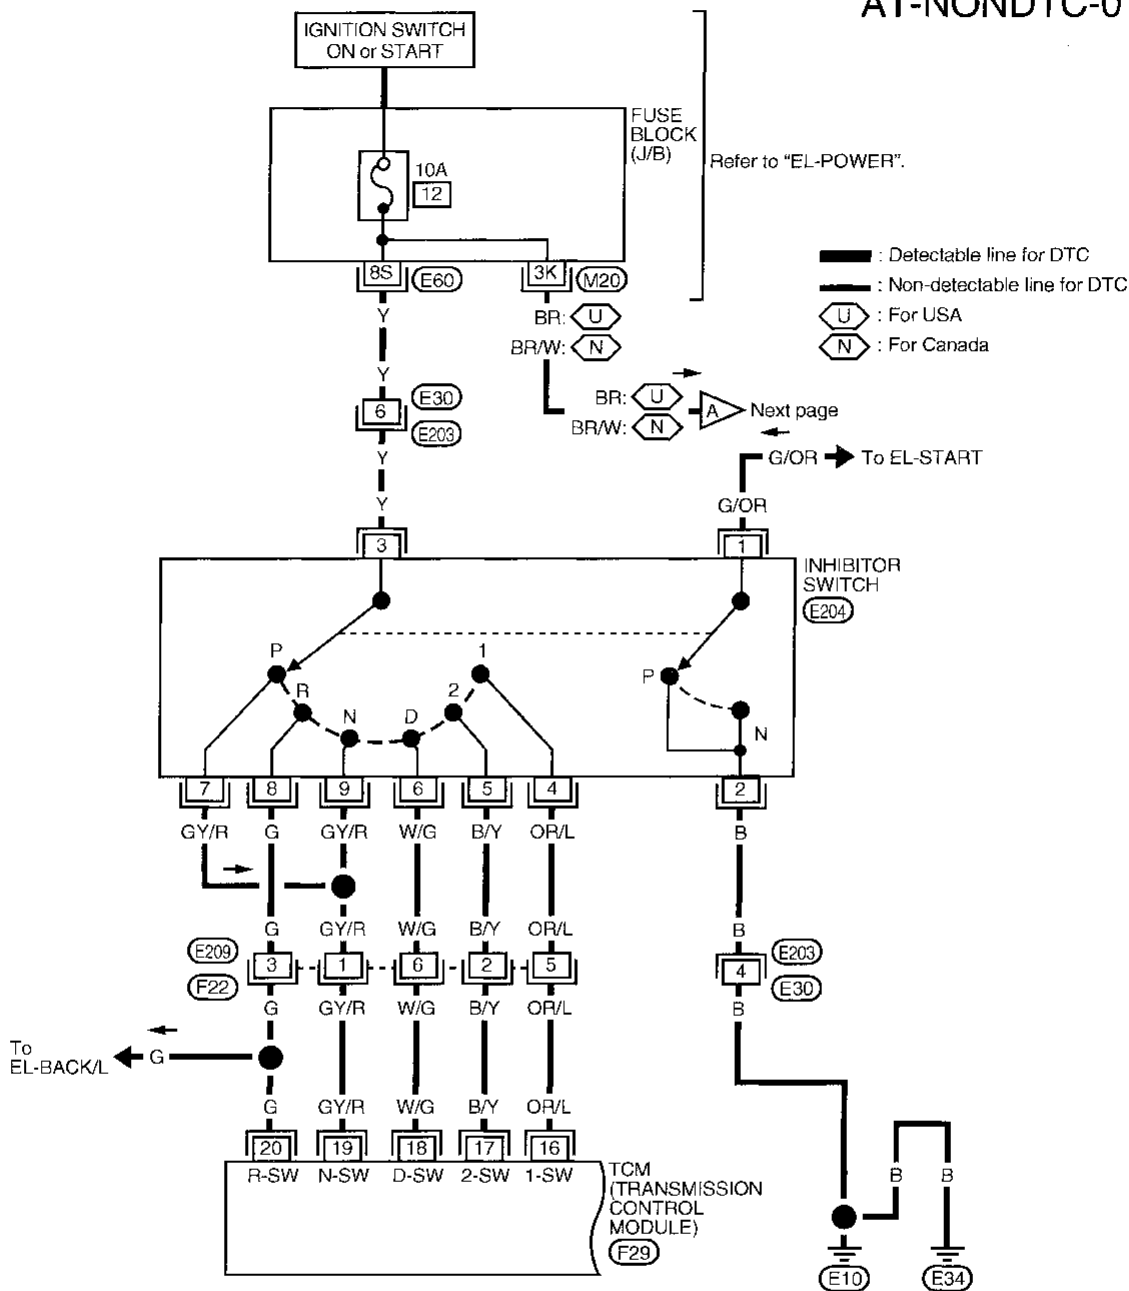 AT-NONDTC-0
IGNITION SWITCH
ON or START
FUSE
BLOCK
(J/B)
Refer to "EL-POWER".
10A
12
8S
E60
3K
M20
: Detectable line for DTC
: Non-detectable line for DTC
U : For USA
N : For Canada
Y
BR: U
BR/W: N
Y
6
E30
E203
BR: U
BR/W: N
A
Next page
Y
G/OR
To EL-START
Y
G/OR
3
1
INHIBITOR
SWITCH
E204
P
R
N
D
2
1
P
N
7
8
9
6
5
4
2
GY/R
G
GY/R
W/G
B/Y
OR/L
B
G
GY/R
W/G
B/Y
OR/L
B
E209
F22
3
1
6
2
5
4
E203
E30
G
GY/R
W/G
B/Y
OR/L
B
To
EL-BACK/L
G
G
GY/R
W/G
B/Y
OR/L
20
19
18
17
16
R-SW
N-SW
D-SW
2-SW
1-SW
TCM
(TRANSMISSION
CONTROL
MODULE)
F29
B
B
E10
E34